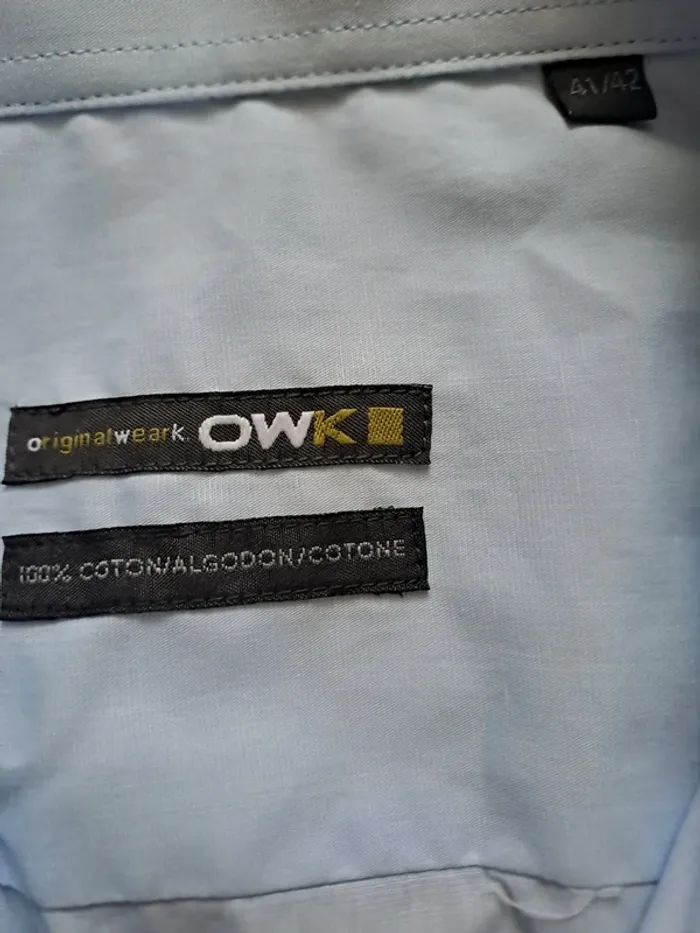 41/42
originalweark. OWK
100% COTON/ALGODON/COTONE